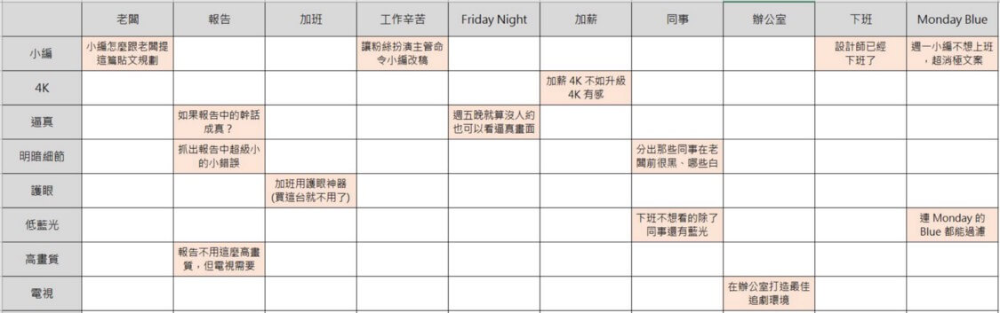 老闆 報告 加班 工作辛苦 Friday Night 加薪 同事 辦公室 下班 Monday Blue
小編 小編怎麼跟老闆提 讓粉絲扮演主管命 設計師已經 週一小編不想上班
這篇貼文規劃 令小編改稿 下班了 ，超消極文案
4K 加薪 4K 不如升級
4K 有感
逼真 如果報告中的幹話 週五晚就算沒人約
成真？ 也可以看逼真畫面
明暗細節 抓出報告中超級小 分出那些同事在老
的小錯誤 闆前很黑、哪些白
護眼 加班用護眼神器
(買這台就不用了)
低藍光 下班不想看的除了 連 Monday 的
同事還有藍光 Blue 都能過濾
高畫質 報告不用這麼高畫
質，但電視需要
電視 在辦公室打造最佳
追劇環境